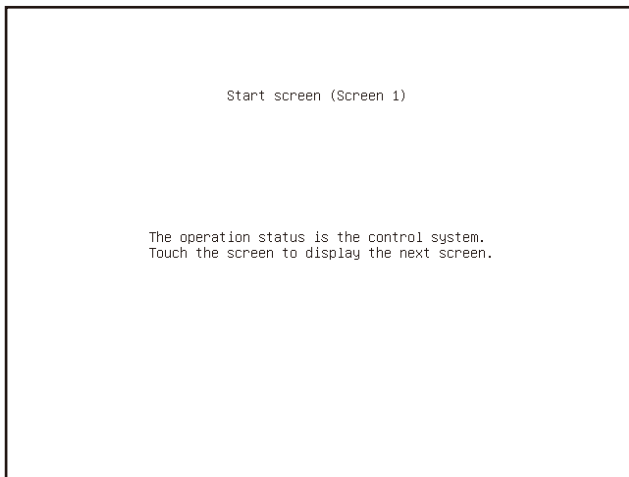 Start screen (Screen 1)
The operation status is the control system.
Touch the screen to display the next screen.